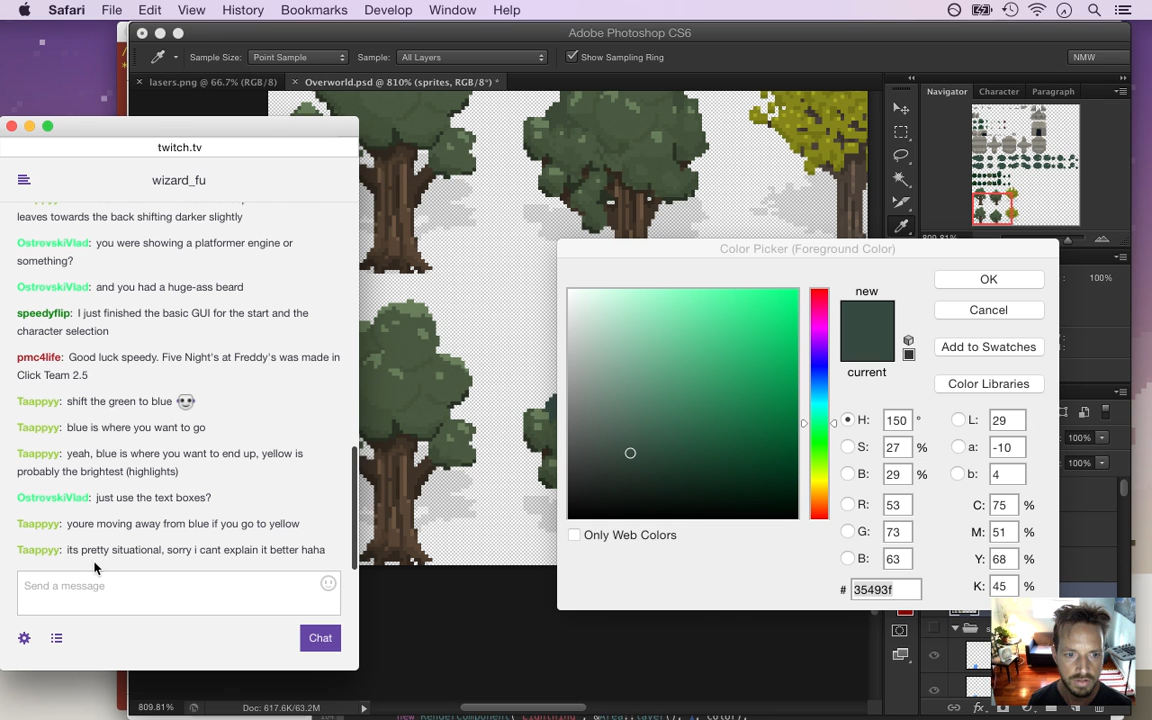 Safari File Edit View History Bookmarks Develop Window Help
Adobe Photoshop CS6
Sample Size: Point Sample Sample: All Layers Show Sampling Ring NMW
lasers.png @ 66.7% (RGB/8) Overworld.psd @ 810% (sprites, RGB/8*) *
Navigator Character Paragraph
twitch.tv
wizard_fu
leaves towards the back shifting darker slightly
OstrovskiVlad: you were showing a platformer engine or
something?
OstrovskiVlad: and you had a huge-ass beard
speedyflip: I just finished the basic GUI for the start and the
character selection
pmc4life: Good luck speedy. Five Night's at Freddy's was made in
Click Team 2.5
Taappyy: shift the green to blue
Taappyy: blue is where you want to go
Taappyy: yeah, blue is where you want to end up, yellow is
probably the brightest (highlights)
OstrovskiVlad: just use the text boxes?
Taappyy: youre moving away from blue if you go to yellow
Taappyy: its pretty situational, sorry i cant explain it better haha
Send a message
Chat
Color Picker (Foreground Color)
new
current
OK
Cancel
Add to Swatches
Color Libraries
H: 150 °
S: 27 %
B: 29 %
R: 53
G: 73
B: 63
# 35493f
L: 29
a: -10
b: 4
C: 75 %
M: 51 %
Y: 68 %
K: 45 %
Only Web Colors
100%
100%
100%
809.81% Doc: 617.6K/63.2M